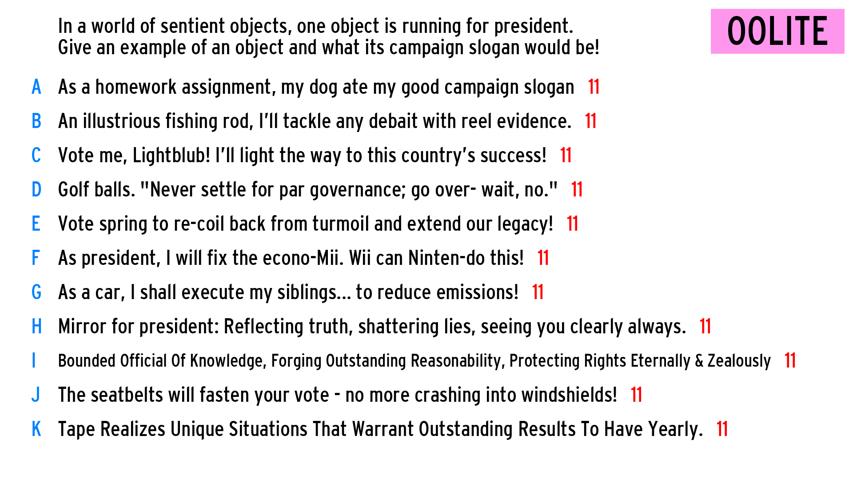 In a world of sentient objects, one object is running for president.
Give an example of an object and what its campaign slogan would be!
OOLITE
A As a homework assignment, my dog ate my good campaign slogan 11
B An illustrious fishing rod, I'll tackle any debait with reel evidence. 11
C Vote me, Lightblub! I'll light the way to this country's success! 11
D Golf balls. "Never settle for par governance; go over- wait, no." 11
E Vote spring to re-coil back from turmoil and extend our legacy! 11
F As president, I will fix the econo-Mii. Wii can Ninten-do this! 11
G As a car, I shall execute my siblings... to reduce emissions! 11
H Mirror for president: Reflecting truth, shattering lies, seeing you clearly always. 11
I Bounded Official Of Knowledge, Forging Outstanding Reasonability, Protecting Rights Eternally & Zealously 11
J The seatbelts will fasten your vote - no more crashing into windshields! 11
K Tape Realizes Unique Situations That Warrant Outstanding Results To Have Yearly. 11